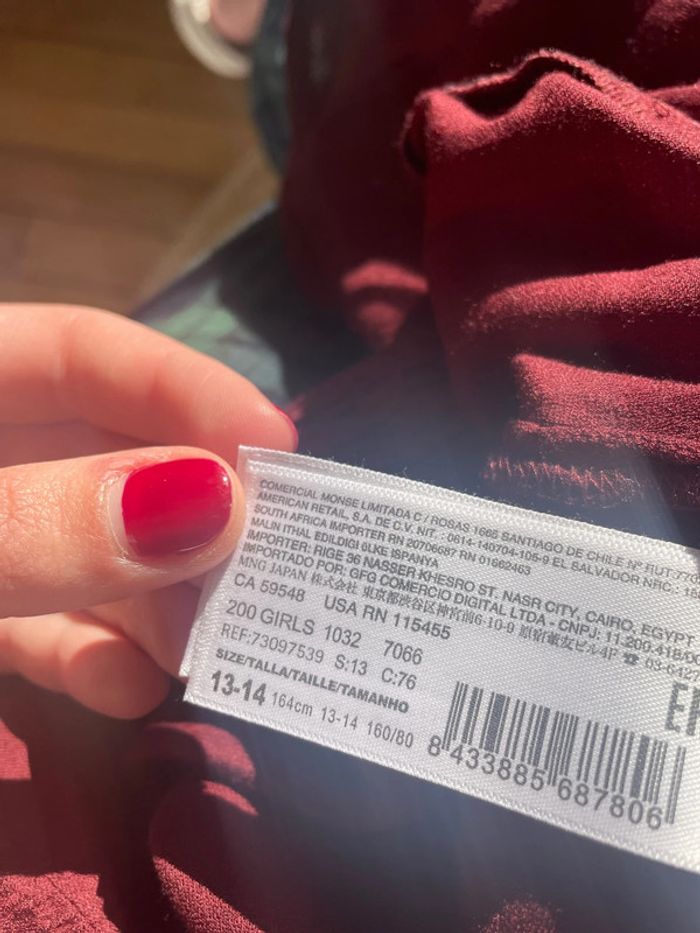 COMERCIAL MONSE LIMITADA C / ROSAS 1665 SANTIAGO DE CHILE Nº RUT:
AMERICAN RETAIL, S.A. DE C.V. NIT. : 0614-140704-105-9 EL SALVADOR NRC.:
SOUTH AFRICA IMPORTER RN 20706687 RN 01662463
MALIN ITHAL EDILDIGI ULKE ISPANYA
IMPORTER: RIGE 36 NASSER KHESRO ST. NASR CITY, CAIRO, EGYPT
IMPORTADO POR: GFG COMERCIO DIGITAL LTDA - CNPJ: 11.200.418/
MNG JAPAN 株式会社 東京都渋谷区神宮前6-10-9 原宿董友ビル4F ☎ 03-
CA 59548 USA RN 115455
200 GIRLS 1032 7066
REF:73097539 S:13 C:76
SIZE/TALLA/TAILLE/TAMANHO
13-14 164cm 13-14 160/80
8 433885 687806